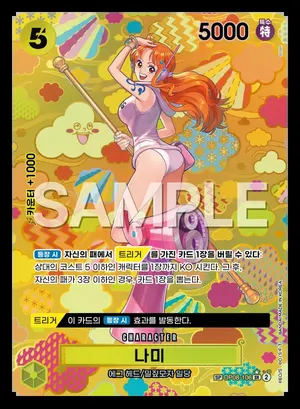 5
5000
특수
特
카운터 +1000
SAMPLE
등장 시 자신의 패에서 트리거 를 가진 카드 1장을 버릴 수 있다:
상대의 코스트 5 이하인 캐릭터를 1장까지 KO 시킨다. 그 후,
자신의 패가 3장 이하인 경우, 카드 1장을 뽑는다.
트리거 이 카드의 등장 시 효과를 발동한다.
CHARACTER
나미
에그 헤드/밀짚모자 일당